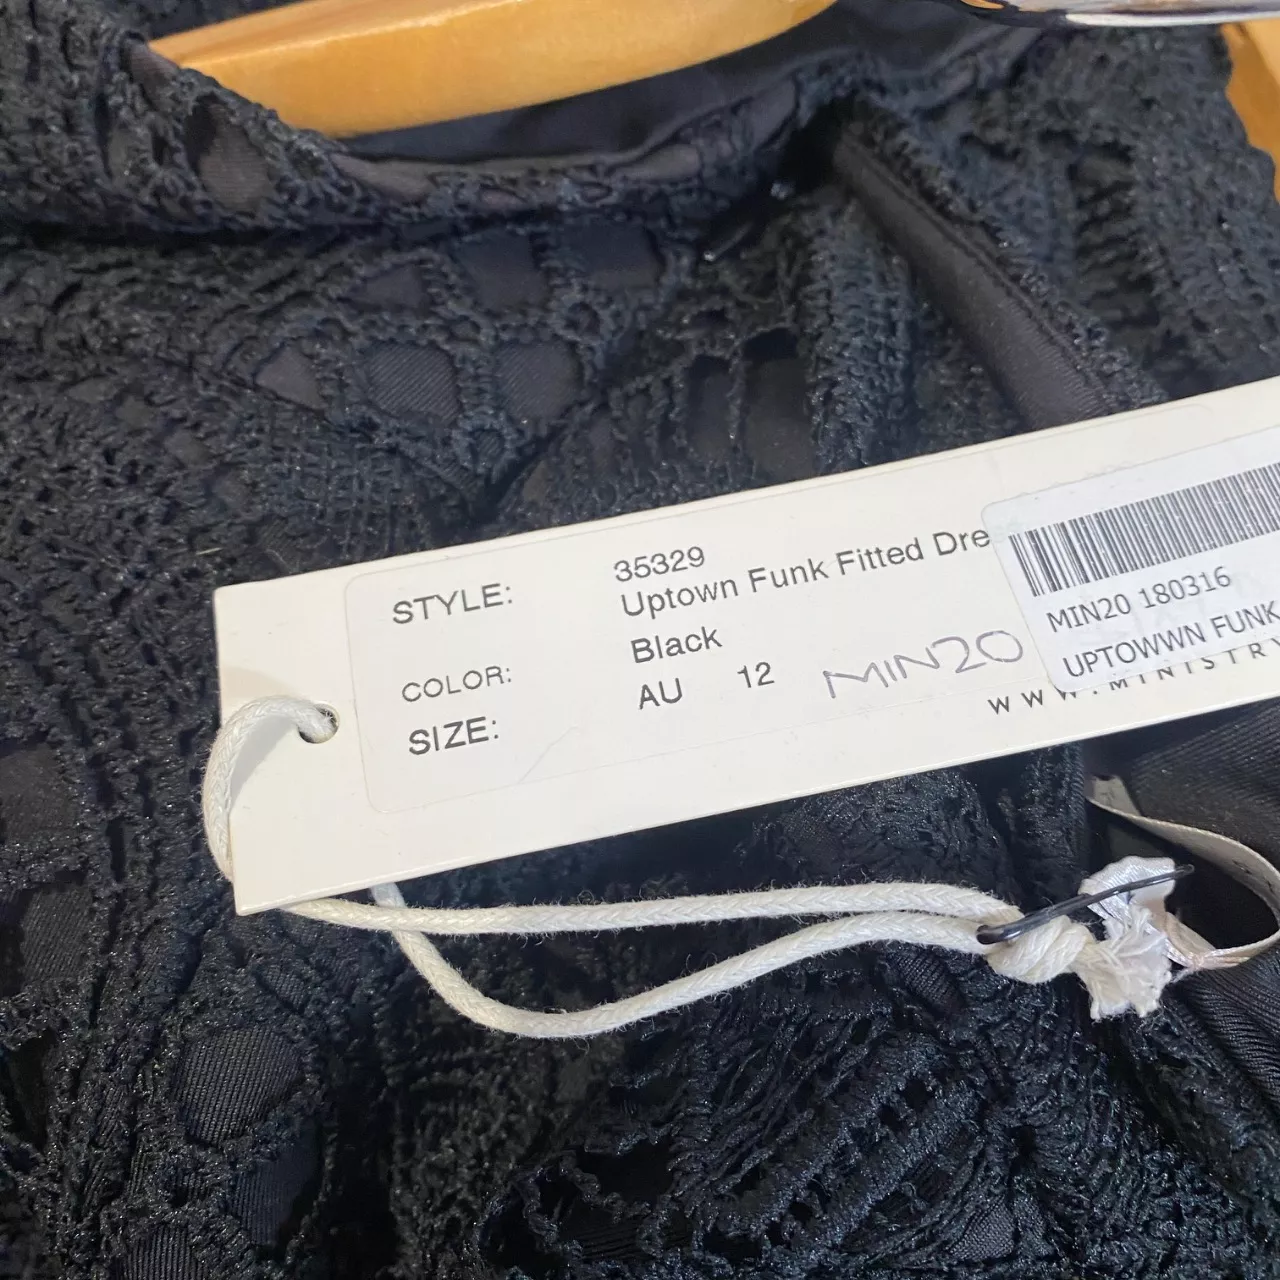 STYLE: 35329
Uptown Funk Fitted Dre
COLOR: Black
SIZE: AU 12
MIN20
MIN20 180316
UPTOWWN FUNK
WWW.MINISTRY